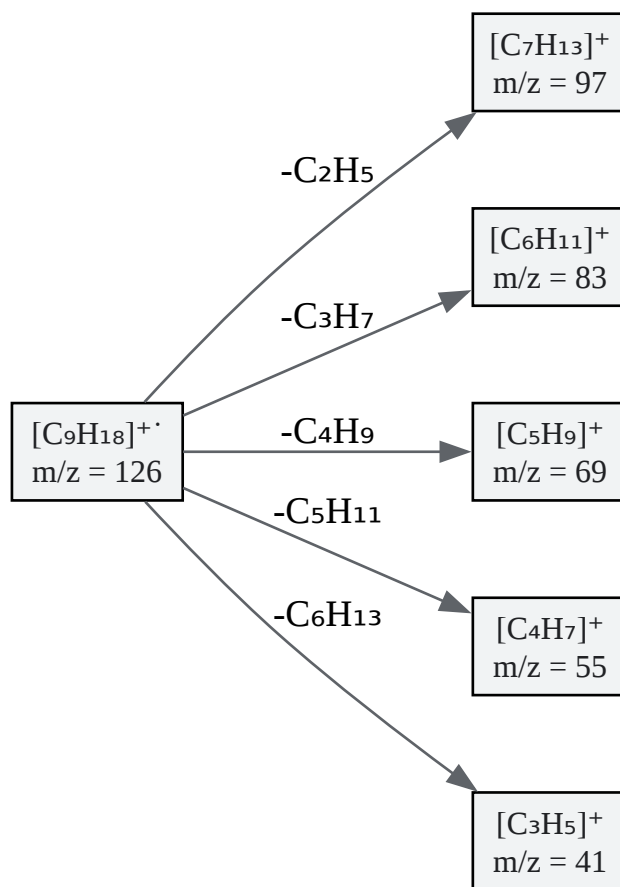 [C₇H₁₃]⁺
m/z = 97
-C₂H₅
[C₆H₁₁]⁺
m/z = 83
-C₃H₇
[C₉H₁₈]⁺˙
m/z = 126
-C₄H₉
[C₅H₉]⁺
m/z = 69
-C₅H₁₁
-C₆H₁₃
[C₄H₇]⁺
m/z = 55
[C₃H₅]⁺
m/z = 41